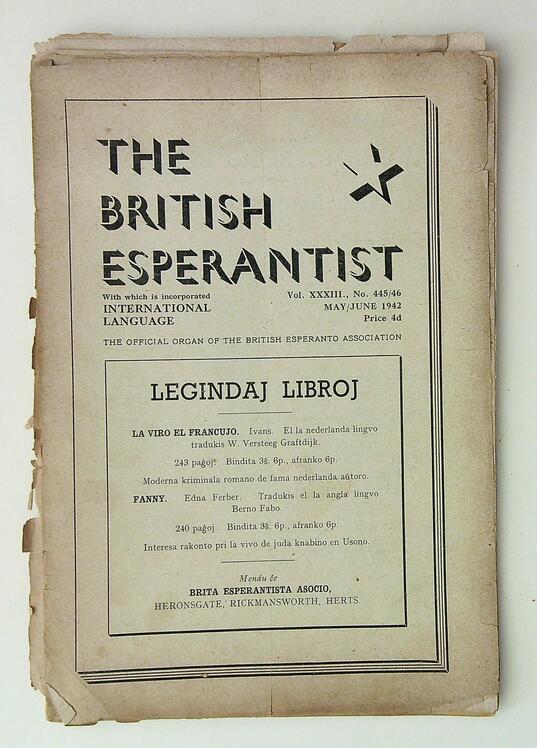 THE
BRITISH
ESPERANTIST
With which is incorporated
INTERNATIONAL
LANGUAGE
Vol. XXXIII., No. 445/46
MAY/JUNE 1942
Price 4d
THE OFFICIAL ORGAN OF THE BRITISH ESPERANTO ASSOCIATION
LEGINDAJ LIBROJ
LA VIRO EL FRANCUJO. Ivans. El la nederlanda lingvo
tradukis W. Versteeg Graftdijk.
243 paĝoj. Bindita 3ŝ. 6p., afranko 6p.
Moderna kriminala romano de fama nederlanda aŭtoro.
FANNY. Edna Ferber. Tradukis el la angla lingvo
Berno Fabo.
240 paĝoj. Bindita 3ŝ. 6p., afranko 6p.
Interesa rakonto pri la vivo de juda knabino en Usono.
Mendu ĉe
BRITA ESPERANTISTA ASOCIO,
HERONSGATE, RICKMANSWORTH, HERTS.